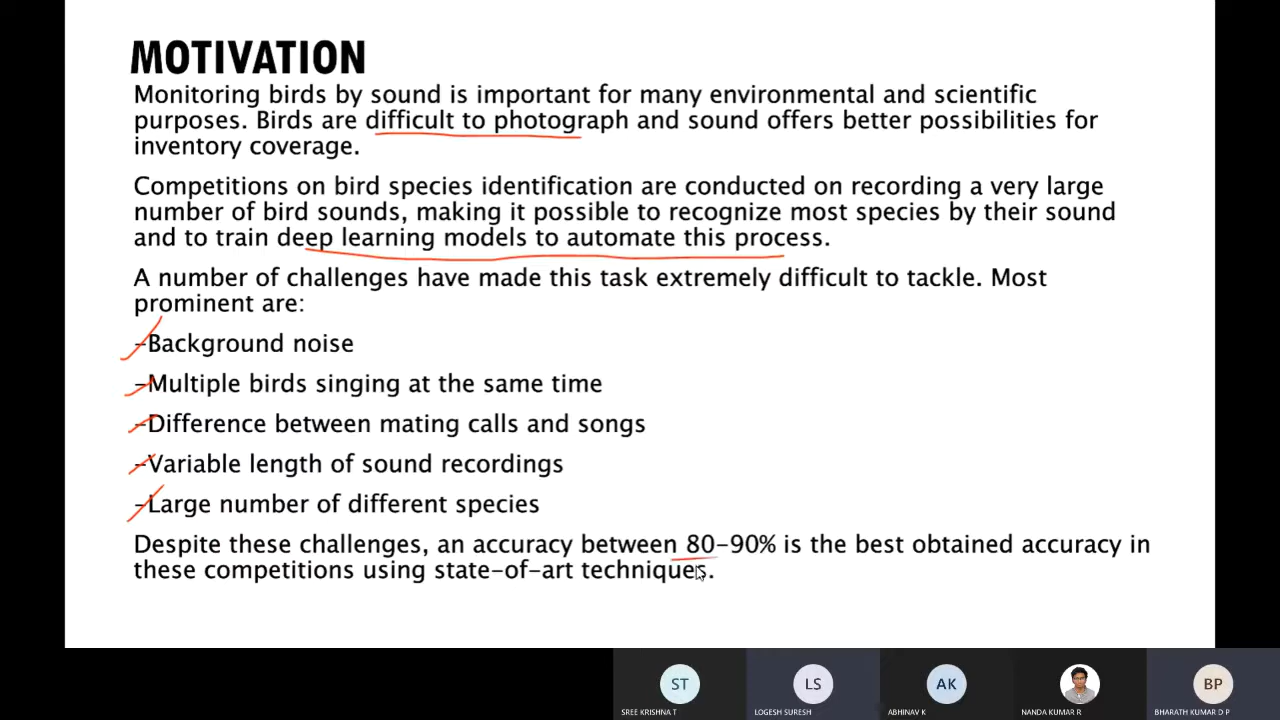 MOTIVATION
Monitoring birds by sound is important for many environmental and scientific
purposes. Birds are difficult to photograph and sound offers better possibilities for
inventory coverage.
Competitions on bird species identification are conducted on recording a very large
number of bird sounds, making it possible to recognize most species by their sound
and to train deep learning models to automate this process.
A number of challenges have made this task extremely difficult to tackle. Most
prominent are:
-Background noise
-Multiple birds singing at the same time
-Difference between mating calls and songs
-Variable length of sound recordings
-Large number of different species
Despite these challenges, an accuracy between 80-90% is the best obtained accuracy in
these competitions using state-of-art techniques.
ST
LS
AK
BP
SREE KRISHNA T
LOGESH SURESH
ABHINAV K
NANDA KUMAR R
BHARATH KUMAR D P